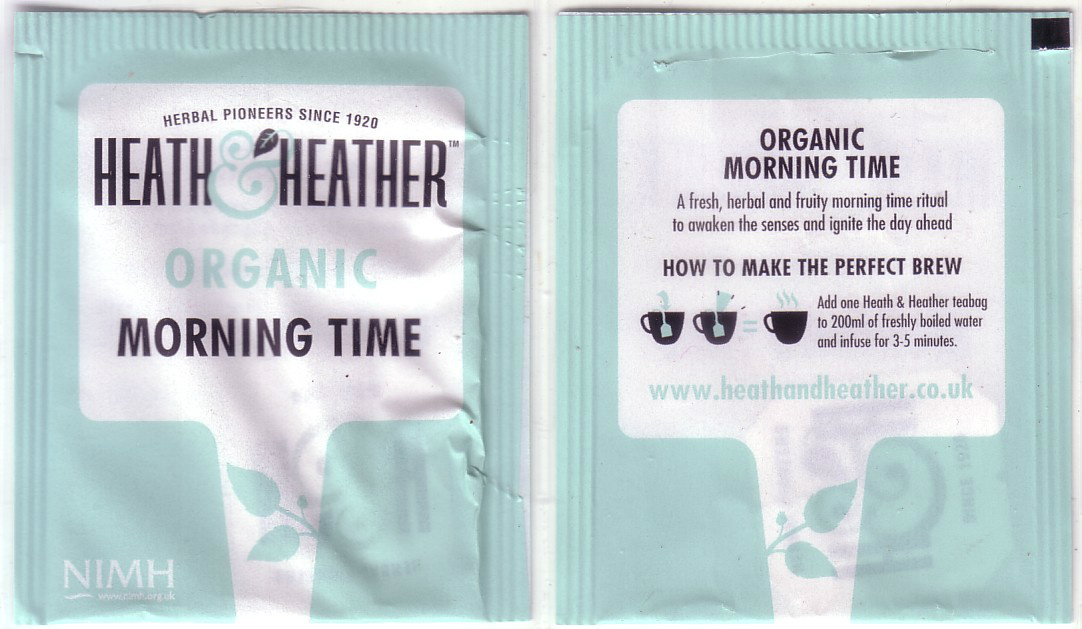 HERBAL PIONEERS SINCE 1920
HEATH & HEATHER™
ORGANIC
MORNING TIME
NIMH
www.nimh.org.uk
ORGANIC
MORNING TIME
A fresh, herbal and fruity morning time ritual
to awaken the senses and ignite the day ahead
HOW TO MAKE THE PERFECT BREW
Add one Heath & Heather teabag
to 200ml of freshly boiled water
and infuse for 3-5 minutes.
www.heathandheather.co.uk